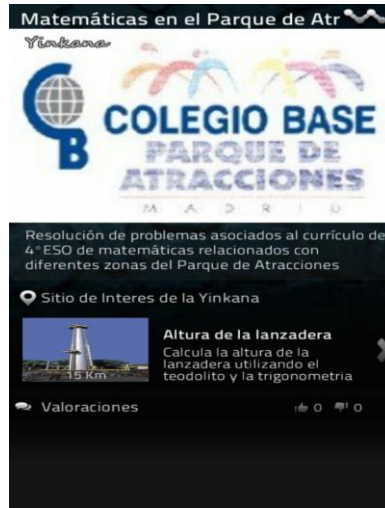 Matemáticas en el Parque de Atr
Yinkana
CB
COLEGIO BASE
PARQUE DE
ATRACCIONES
MADRID
Resolución de problemas asociados al currículo de
4°ESO de matemáticas relacionados con
diferentes zonas del Parque de Atracciones
Sitio de Interes de la Yinkana
Altura de la lanzadera
Calcula la altura de la
lanzadera utilizando el
teodolito y la trigonometria
15 Km
Valoraciones
0
0